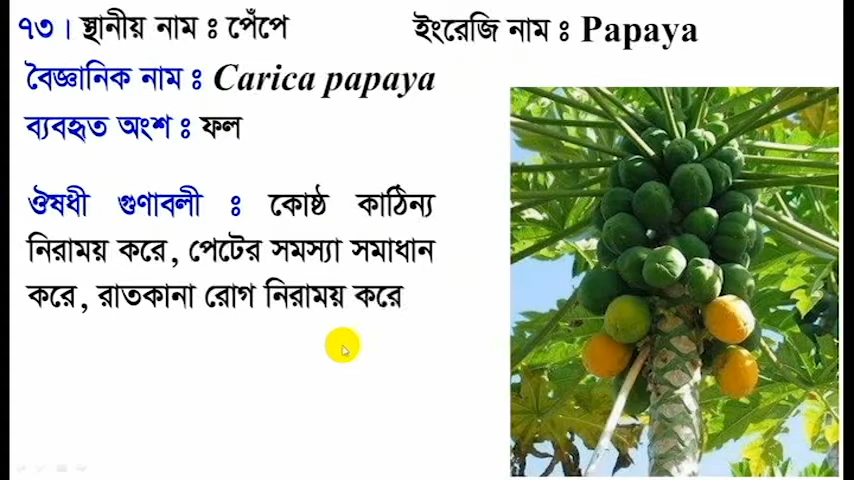 ৭৩। স্থানীয় নাম ঃ পেঁপে ইংরেজি নাম ঃ Papaya
বৈজ্ঞানিক নাম ঃ Carica papaya
ব্যবহৃত অংশ ঃ ফল
ঔষধী গুণাবলী ঃ কোষ্ঠ কাঠিন্য
নিরাময় করে, পেটের সমস্যা সমাধান
করে, রাতকানা রোগ নিরাময় করে